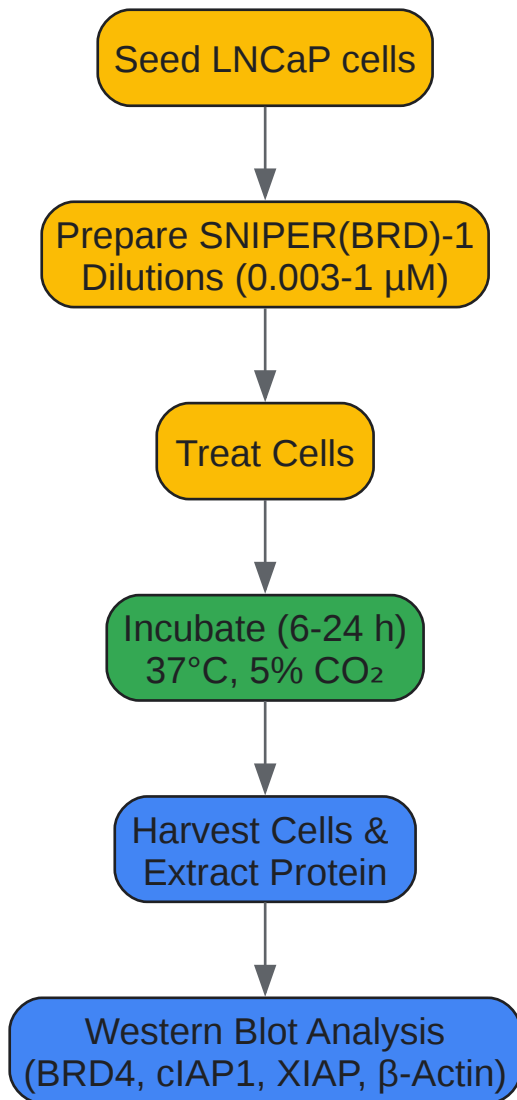 Seed LNCaP cells
Prepare SNIPER(BRD)-1
Dilutions (0.003-1 µM)
Treat Cells
Incubate (6-24 h)
37°C, 5% CO₂
Harvest Cells &
Extract Protein
Western Blot Analysis
(BRD4, cIAP1, XIAP, β-Actin)